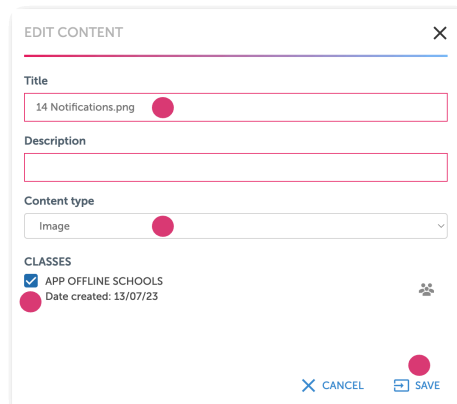 EDIT CONTENT
Title
14 Notifications.png
Description
Content type
Image
CLASSES
APP OFFLINE SCHOOLS
Date created: 13/07/23
CANCEL SAVE